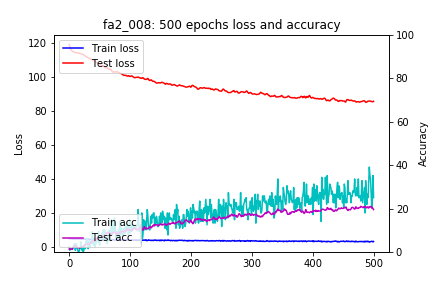 fa2_008: 500 epochs loss and accuracy
120
100
80
60
40
20
0
Loss
100
80
60
40
20
0
Accuracy
0
100
200
300
400
500
Train loss
Test loss
Train acc
Test acc